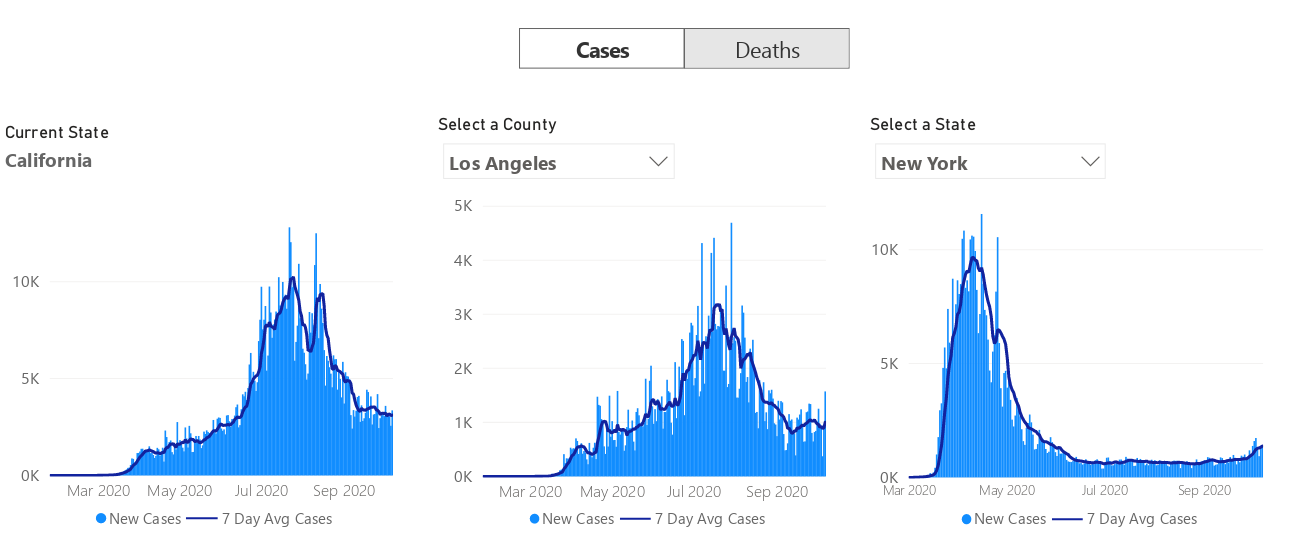 Cases Deaths
Current State
California
Select a County
Los Angeles
Select a State
New York
10K
5K
0K
Mar 2020 May 2020 Jul 2020 Sep 2020
New Cases 7 Day Avg Cases
5K
4K
3K
2K
1K
0K
Mar 2020 May 2020 Jul 2020 Sep 2020
New Cases 7 Day Avg Cases
10K
5K
0K
Mar 2020 May 2020 Jul 2020 Sep 2020
New Cases 7 Day Avg Cases